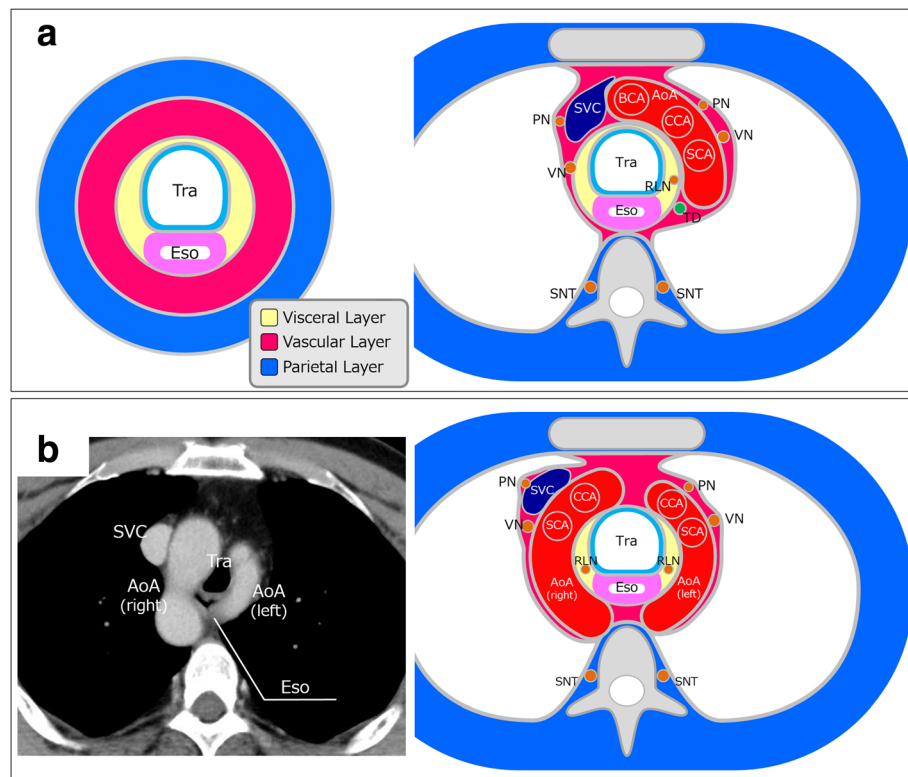 a
Tra
Eso
Visceral Layer
Vascular Layer
Parietal Layer
BCA
AoA
SVC
CCA
PN
PN
VN
SCA
Tra
VN
RLN
Eso
TD
SNT
SNT
b
SVC
Tra
AoA
(right)
AoA
(left)
Eso
PN
SVC
CCA
PN
CCA
VN
SCA
SCA
VN
Tra
RLN
RLN
AoA
(right)
Eso
AoA
(left)
SNT
SNT